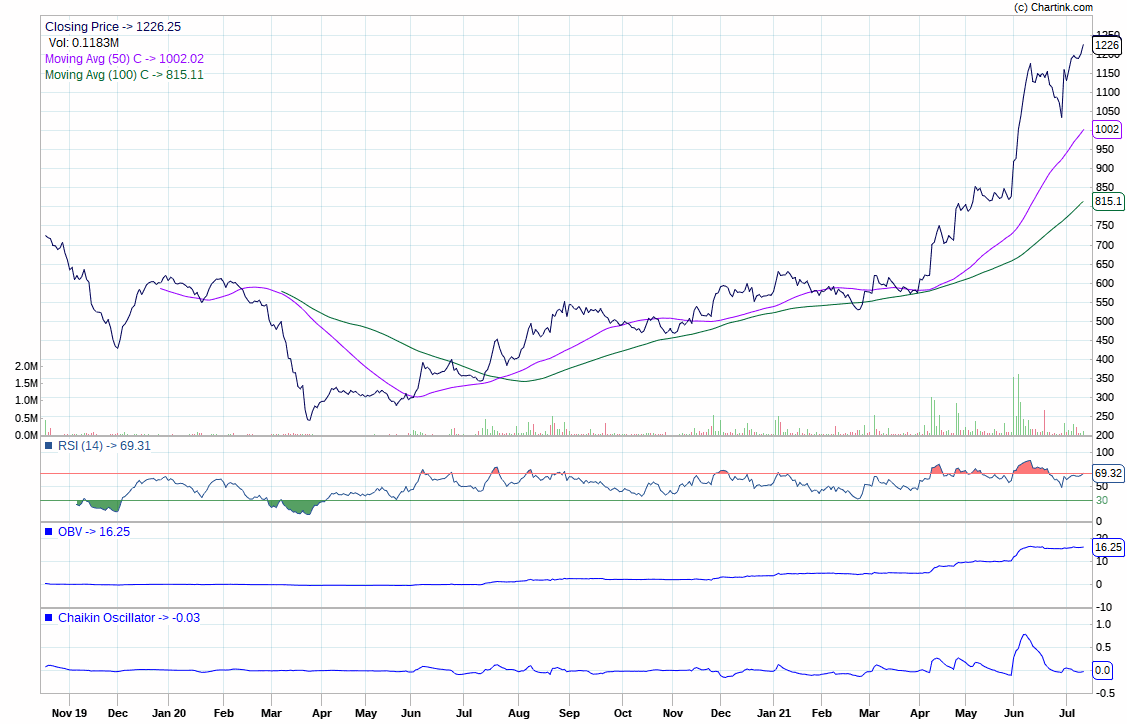 (c) Chartink.com
Closing Price -> 1226.25
Vol: 0.1183M
Moving Avg (50) C -> 1002.02
Moving Avg (100) C -> 815.11
1250
1226
1200
1150
1100
1050
1002
950
900
850
815.1
750
700
650
600
550
500
450
400
350
300
250
200
2.0M
1.5M
1.0M
0.5M
0.0M
RSI (14) -> 69.31
100
69.32
50
30
0
OBV -> 16.25
20
16.25
10
0
-10
Chaikin Oscillator -> -0.03
1.0
0.5
0.0
-0.5
Nov 19 Dec Jan 20 Feb Mar Apr May Jun Jul Aug Sep Oct Nov Dec Jan 21 Feb Mar Apr May Jun Jul